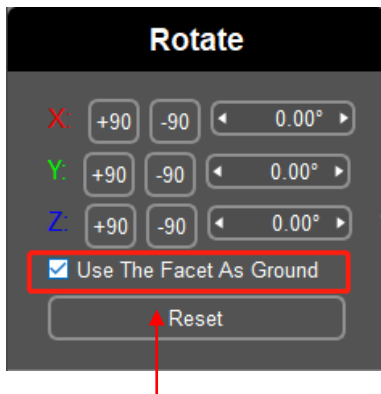 Rotate
X: +90 -90 0.00°
Y: +90 -90 0.00°
Z: +90 -90 0.00°
Use The Facet As Ground
Reset